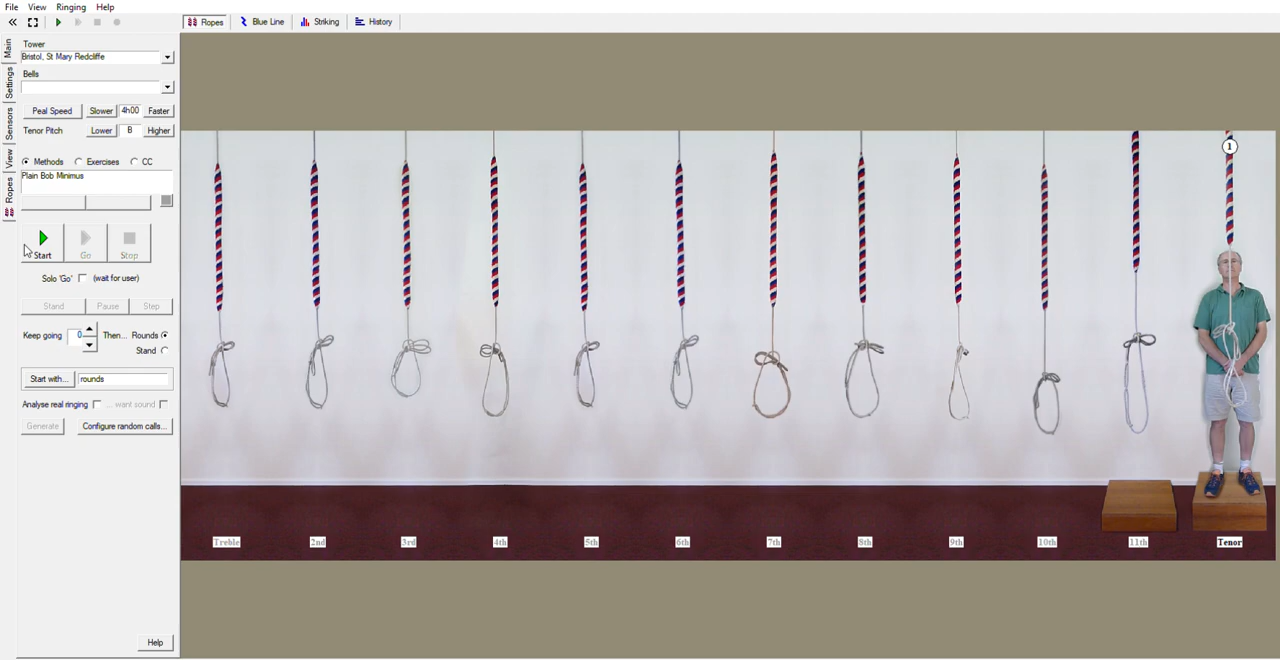 File View Ringing Help
Ropes Blue Line Striking History
Main
Settings
Sensors
View
Ropes
Tower
Bristol, St Mary Redcliffe
Bells
Peal Speed Slower 4h00 Faster
Tenor Pitch Lower B Higher
Methods Exercises CC
Plain Bob Minimus
Start Go Stop
Solo 'Go' (wait for user)
Stand Pause Step
Keep going 0 Then... Rounds
Stand
Start with... rounds
Analyse real ringing ... want sound
Generate Configure random calls...
Help
1
Treble 2nd 3rd 4th 5th 6th 7th 8th 9th 10th 11th Tenor